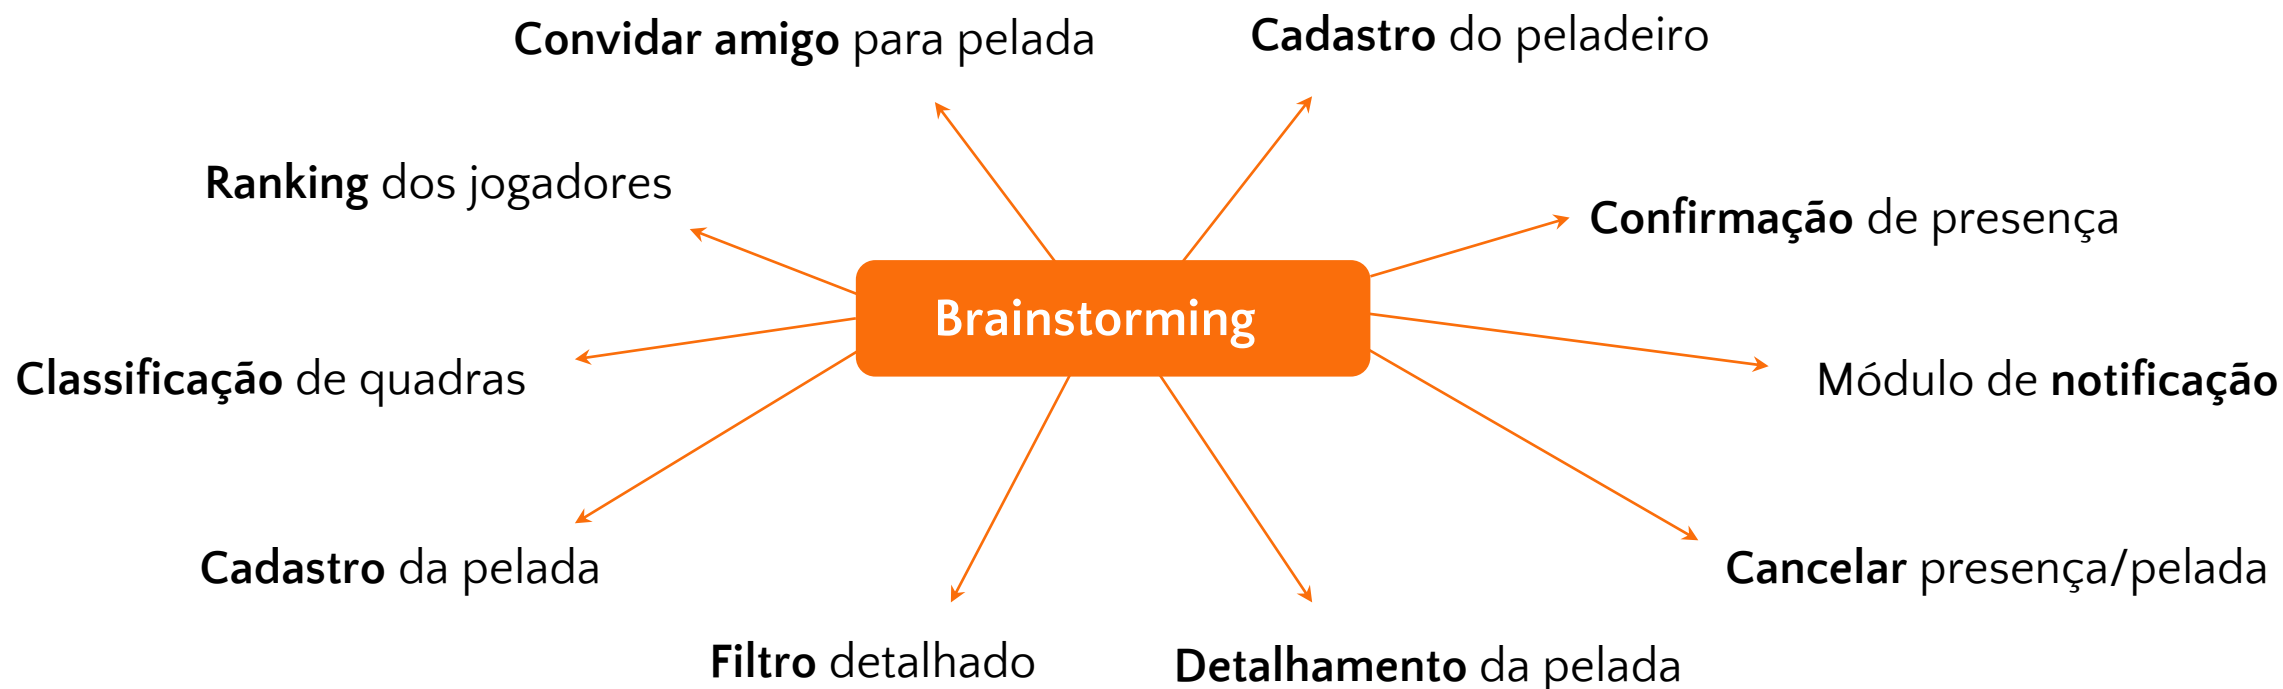 Convidar amigo para pelada
Cadastro do peladeiro
Ranking dos jogadores
Confirmação de presença
Brainstorming
Classificação de quadras
Módulo de notificação
Cadastro da pelada
Cancelar presença/pelada
Filtro detalhado
Detalhamento da pelada